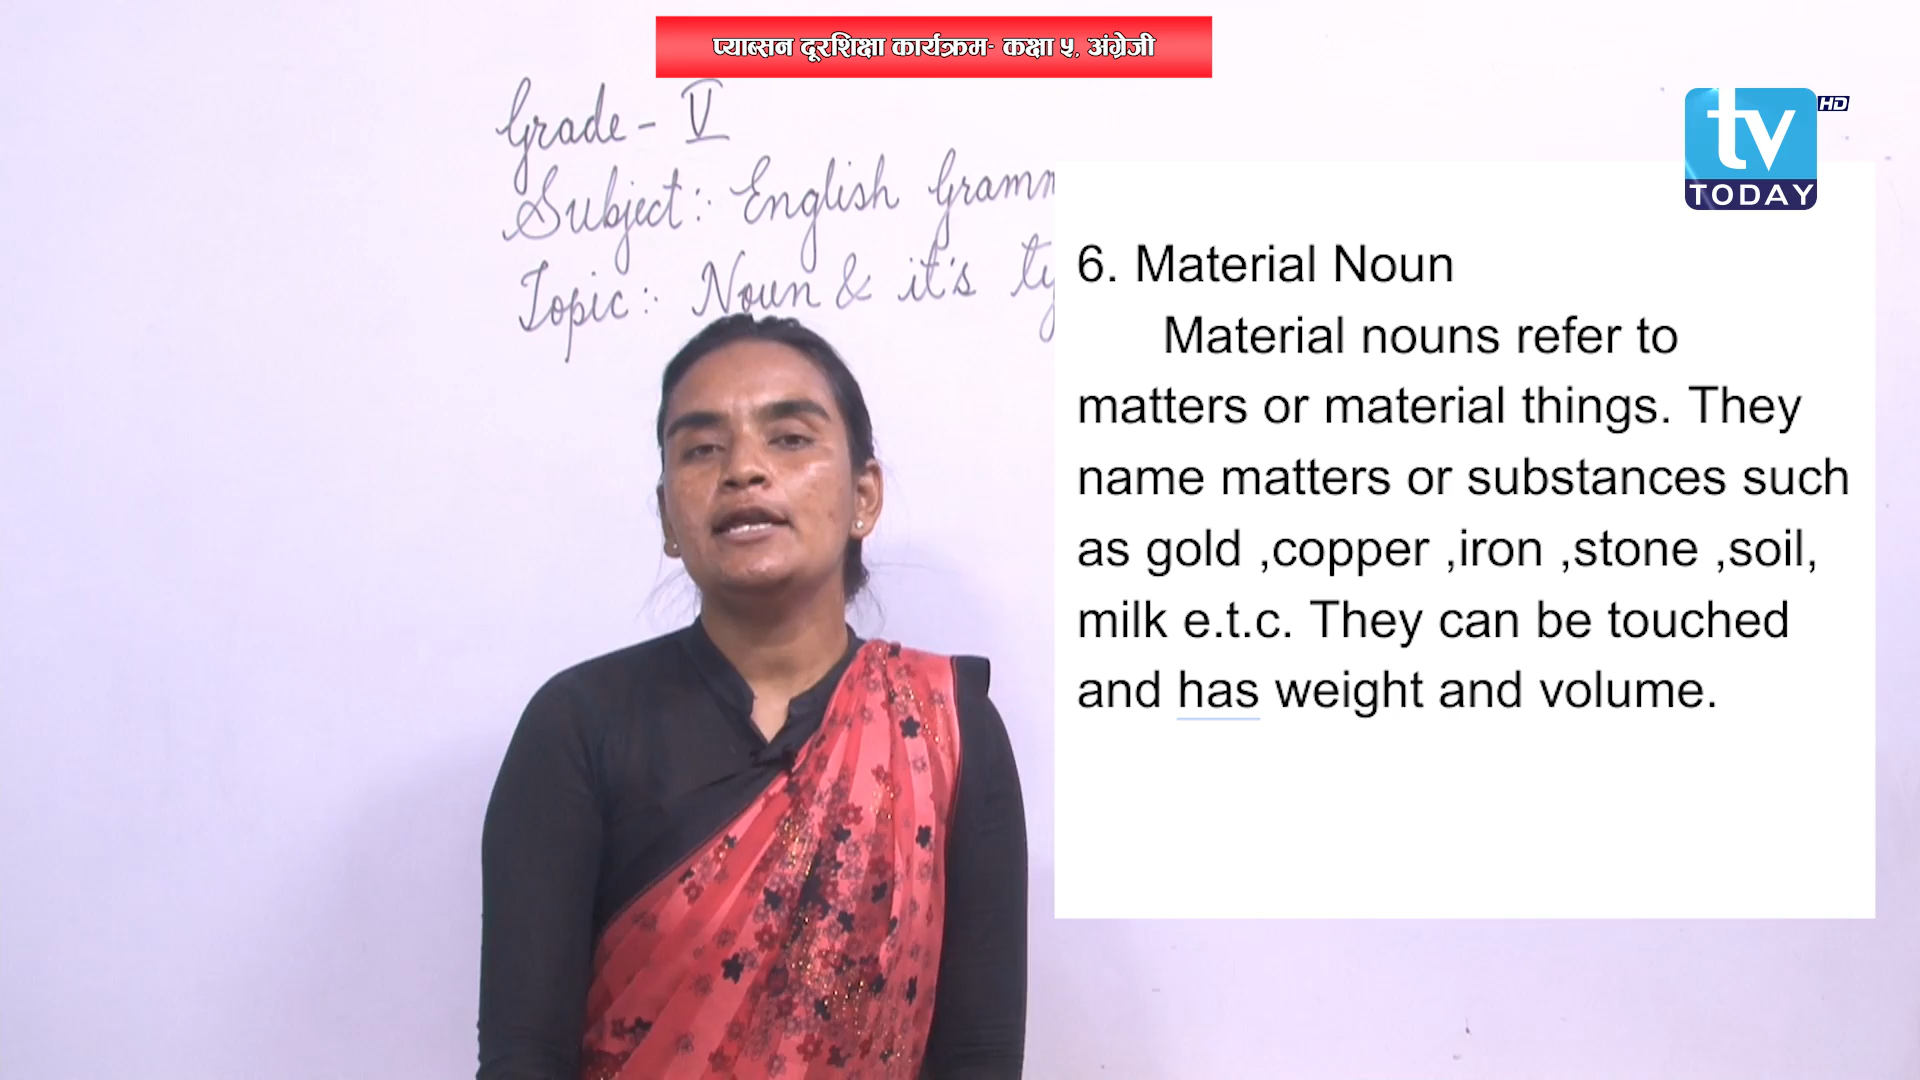 प्याब्सन दूरशिक्षा कार्यक्रम- कक्षा ५, अंग्रेजी
Grade - V
Subject: English Gramm
Topic: Noun & it's ty
tv HD
TODAY
6. Material Noun
Material nouns refer to
matters or material things. They
name matters or substances such
as gold ,copper ,iron ,stone ,soil,
milk e.t.c. They can be touched
and has weight and volume.